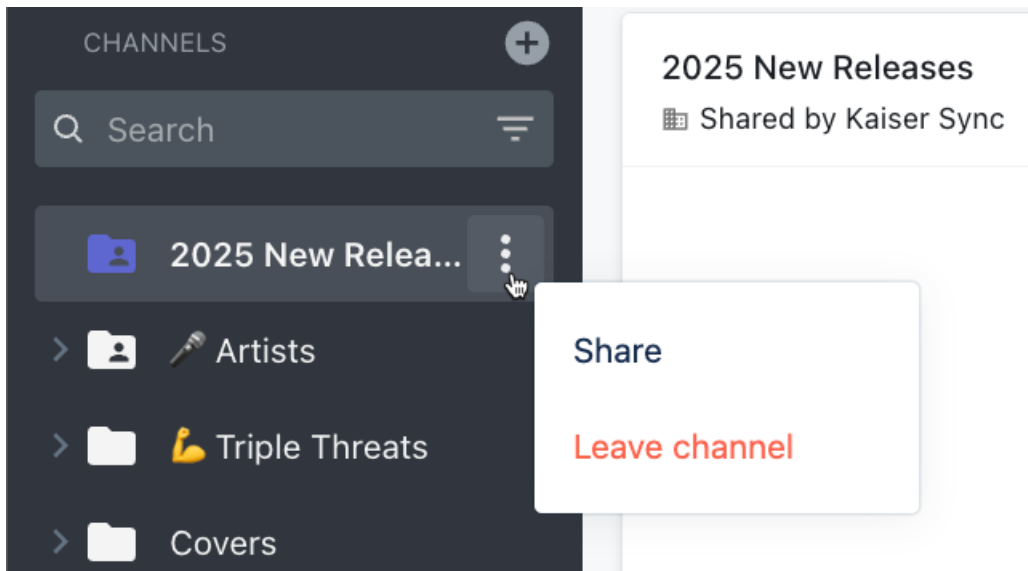 CHANNELS
Search
2025 New Relea...
🎤 Artists
💪 Triple Threats
Covers
2025 New Releases
Shared by Kaiser Sync
Share
Leave channel